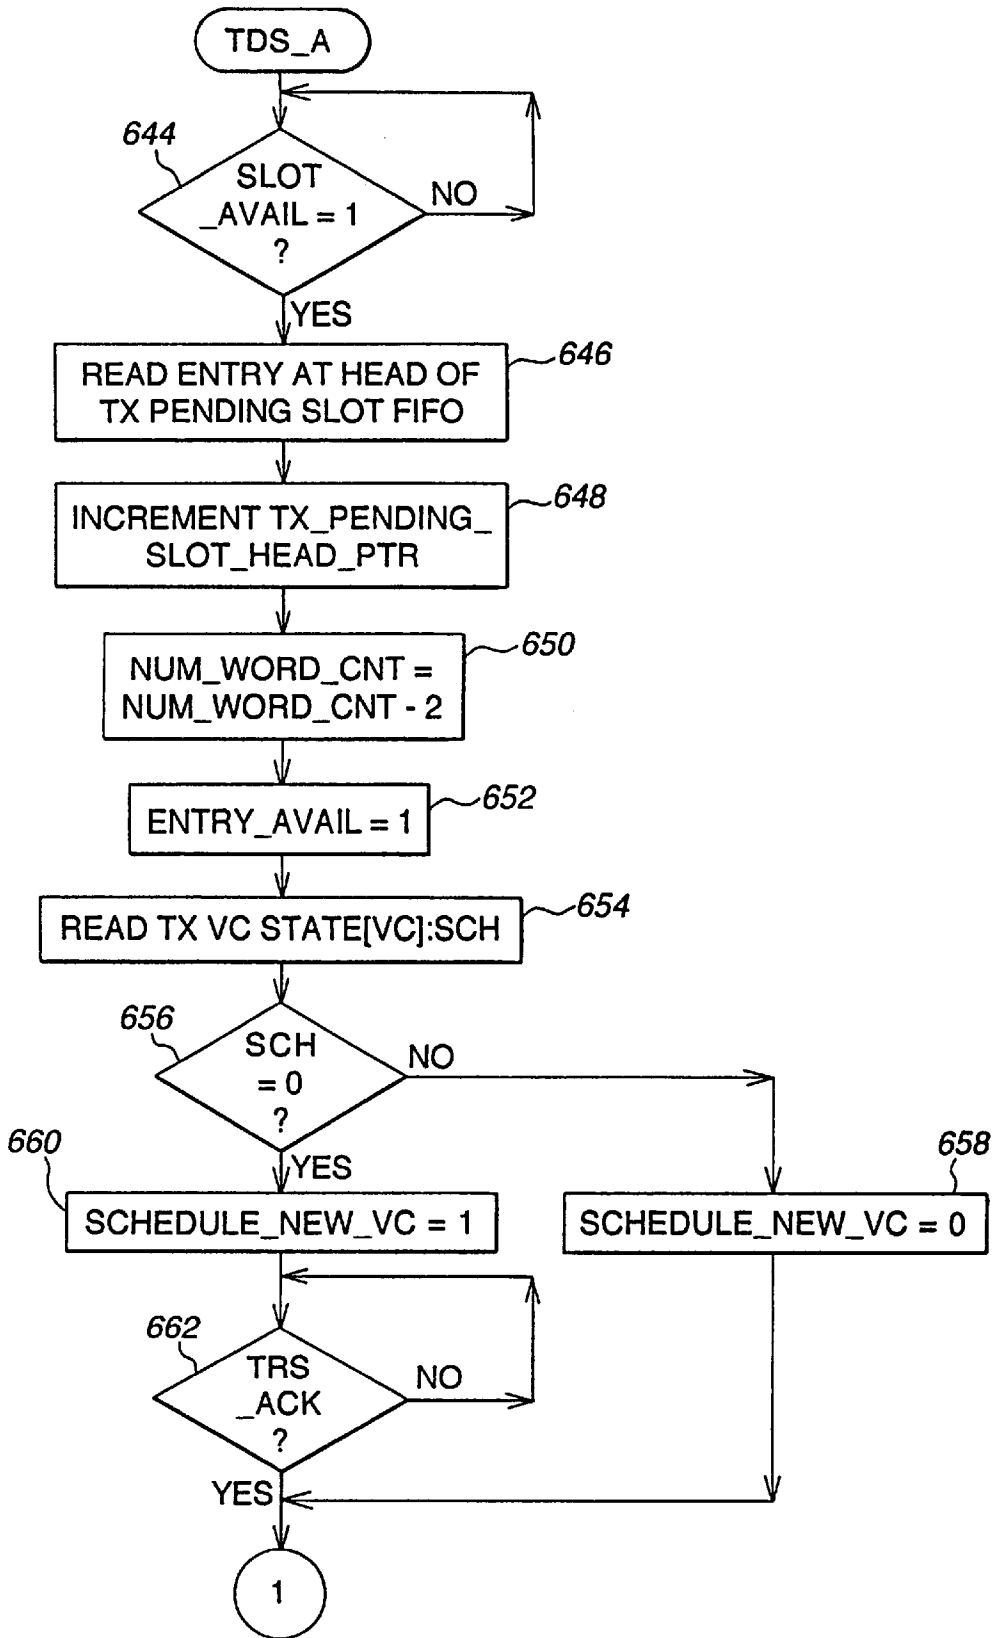 TDS_A
644
SLOT
_AVAIL = 1
?
NO
YES
READ ENTRY AT HEAD OF
TX PENDING SLOT FIFO
646
INCREMENT TX_PENDING_
SLOT_HEAD_PTR
648
NUM_WORD_CNT =
NUM_WORD_CNT - 2
650
ENTRY_AVAIL = 1
652
READ TX VC STATE[VC]:SCH
654
656
SCH
= 0
?
NO
YES
660
SCHEDULE_NEW_VC = 1
658
SCHEDULE_NEW_VC = 0
662
TRS
_ACK
?
NO
YES
1